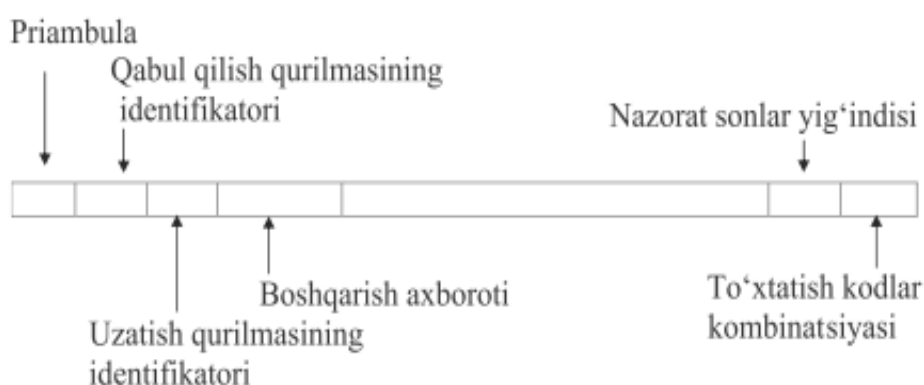 Priambula
Qabul qilish qurilmasining
identifikatori
Nazorat sonlar yig‘indisi
Boshqarish axboroti
Uzatish qurilmasining
identifikatori
To‘xtatish kodlar
kombinatsiyasi